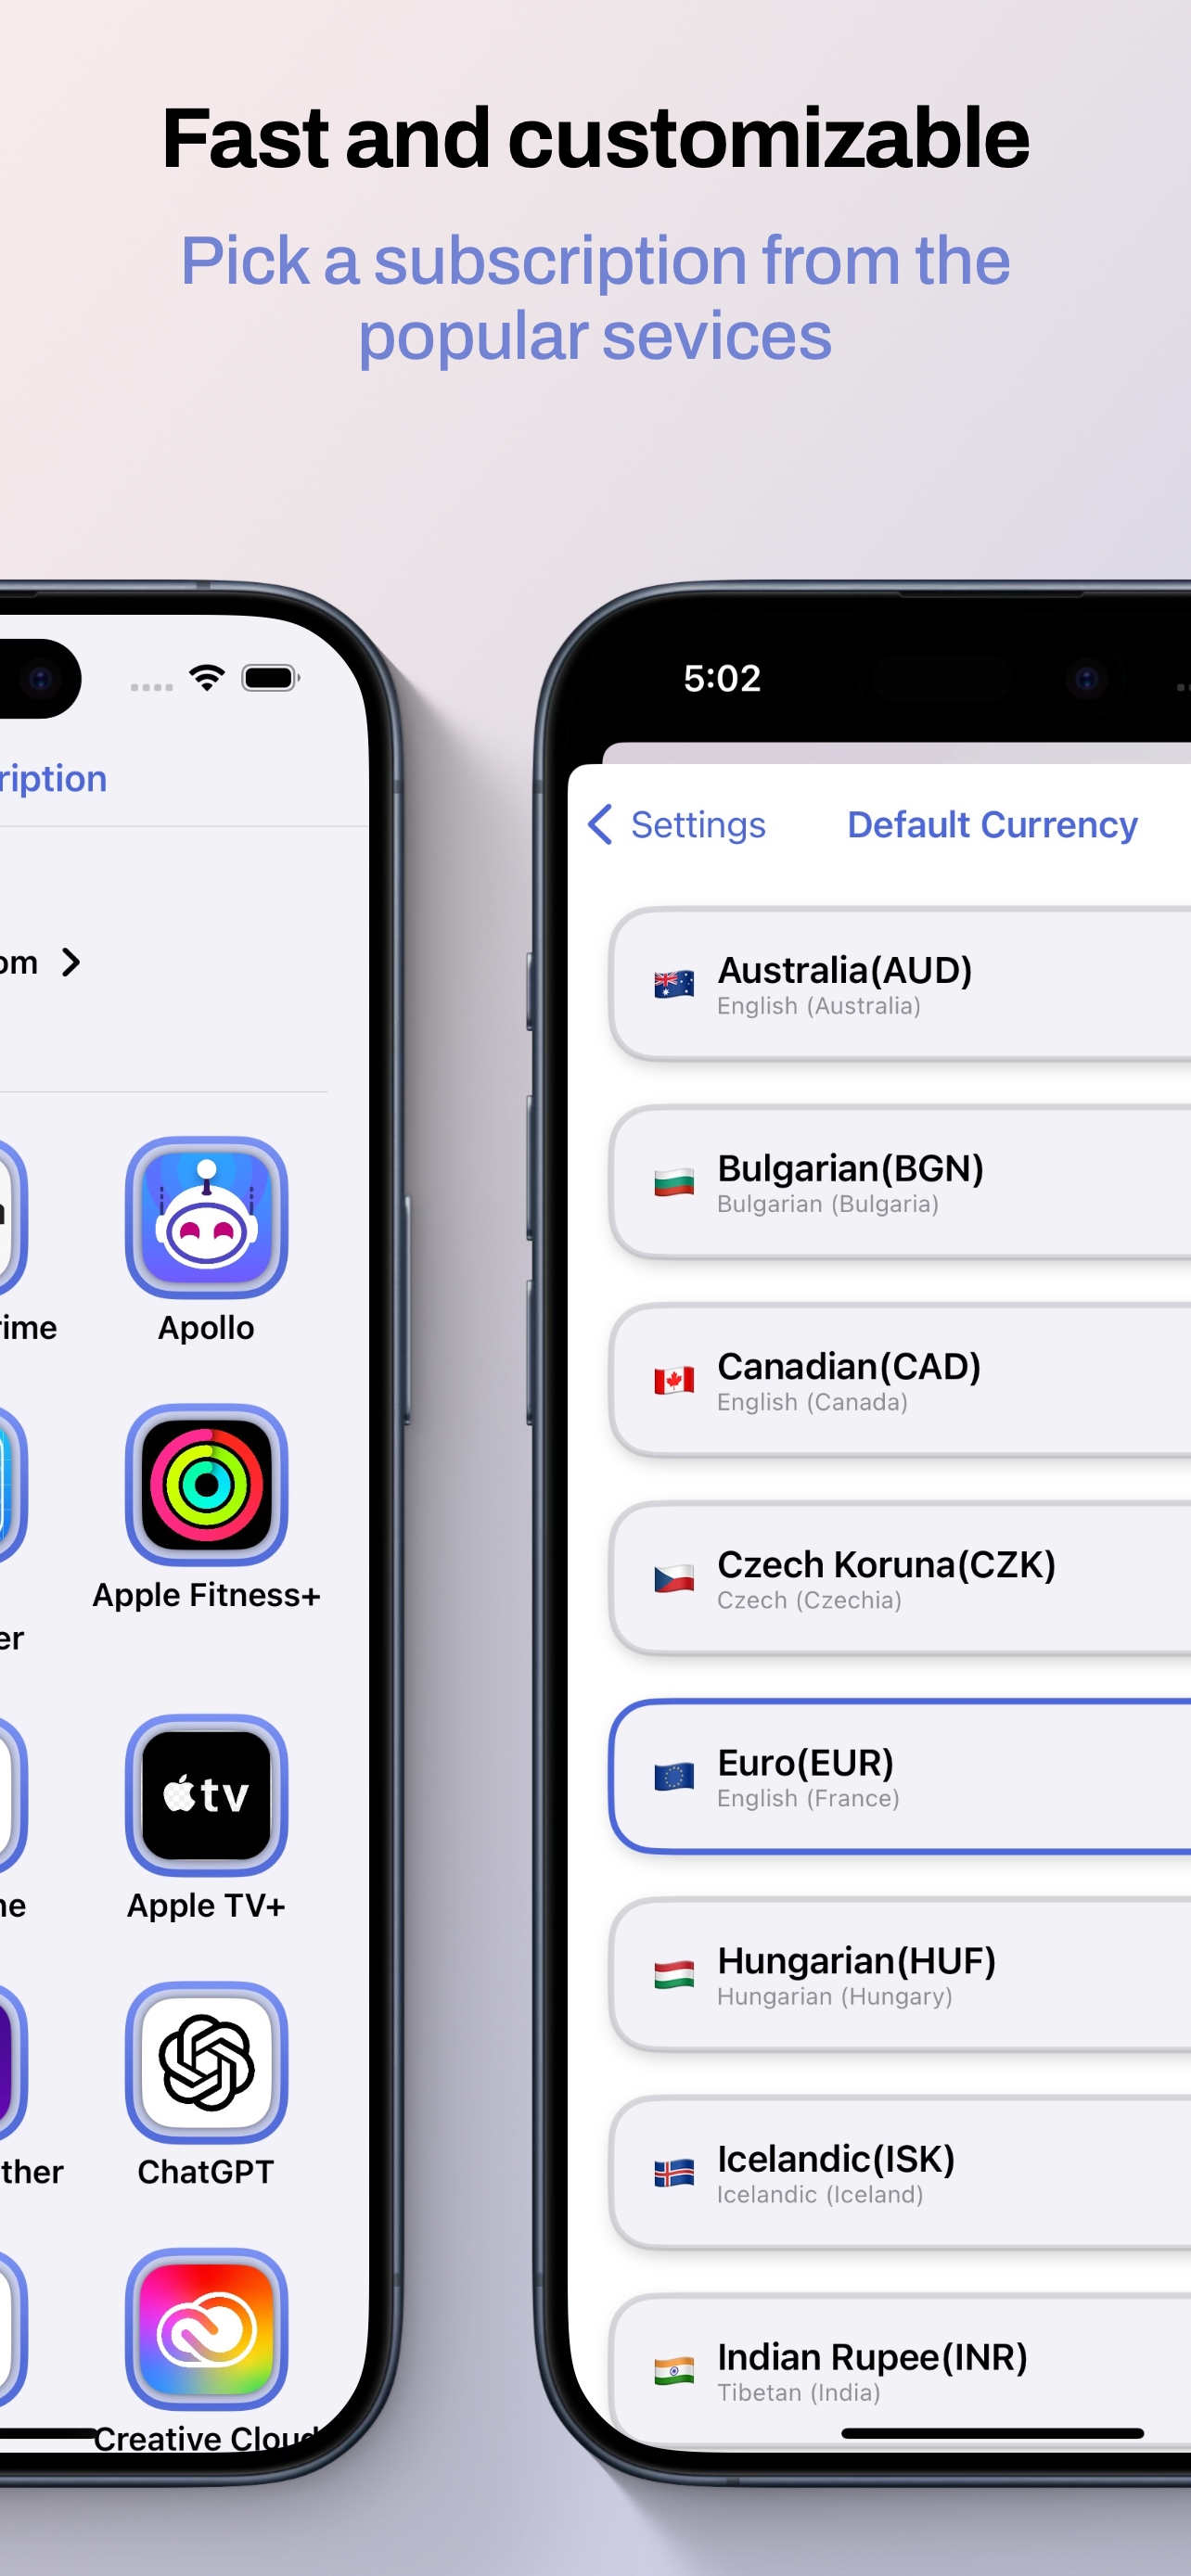 Fast and customizable
Pick a subscription from the
popular sevices
ription
om
rime
Apollo
Apple Fitness+
er
tv
ne
Apple TV+
ther
ChatGPT
Creative Cloud
5:02
Settings
Default Currency
Australia(AUD)
English (Australia)
Bulgarian(BGN)
Bulgarian (Bulgaria)
Canadian(CAD)
English (Canada)
Czech Koruna(CZK)
Czech (Czechia)
Euro(EUR)
English (France)
Hungarian(HUF)
Hungarian (Hungary)
Icelandic(ISK)
Icelandic (Iceland)
Indian Rupee(INR)
Tibetan (India)